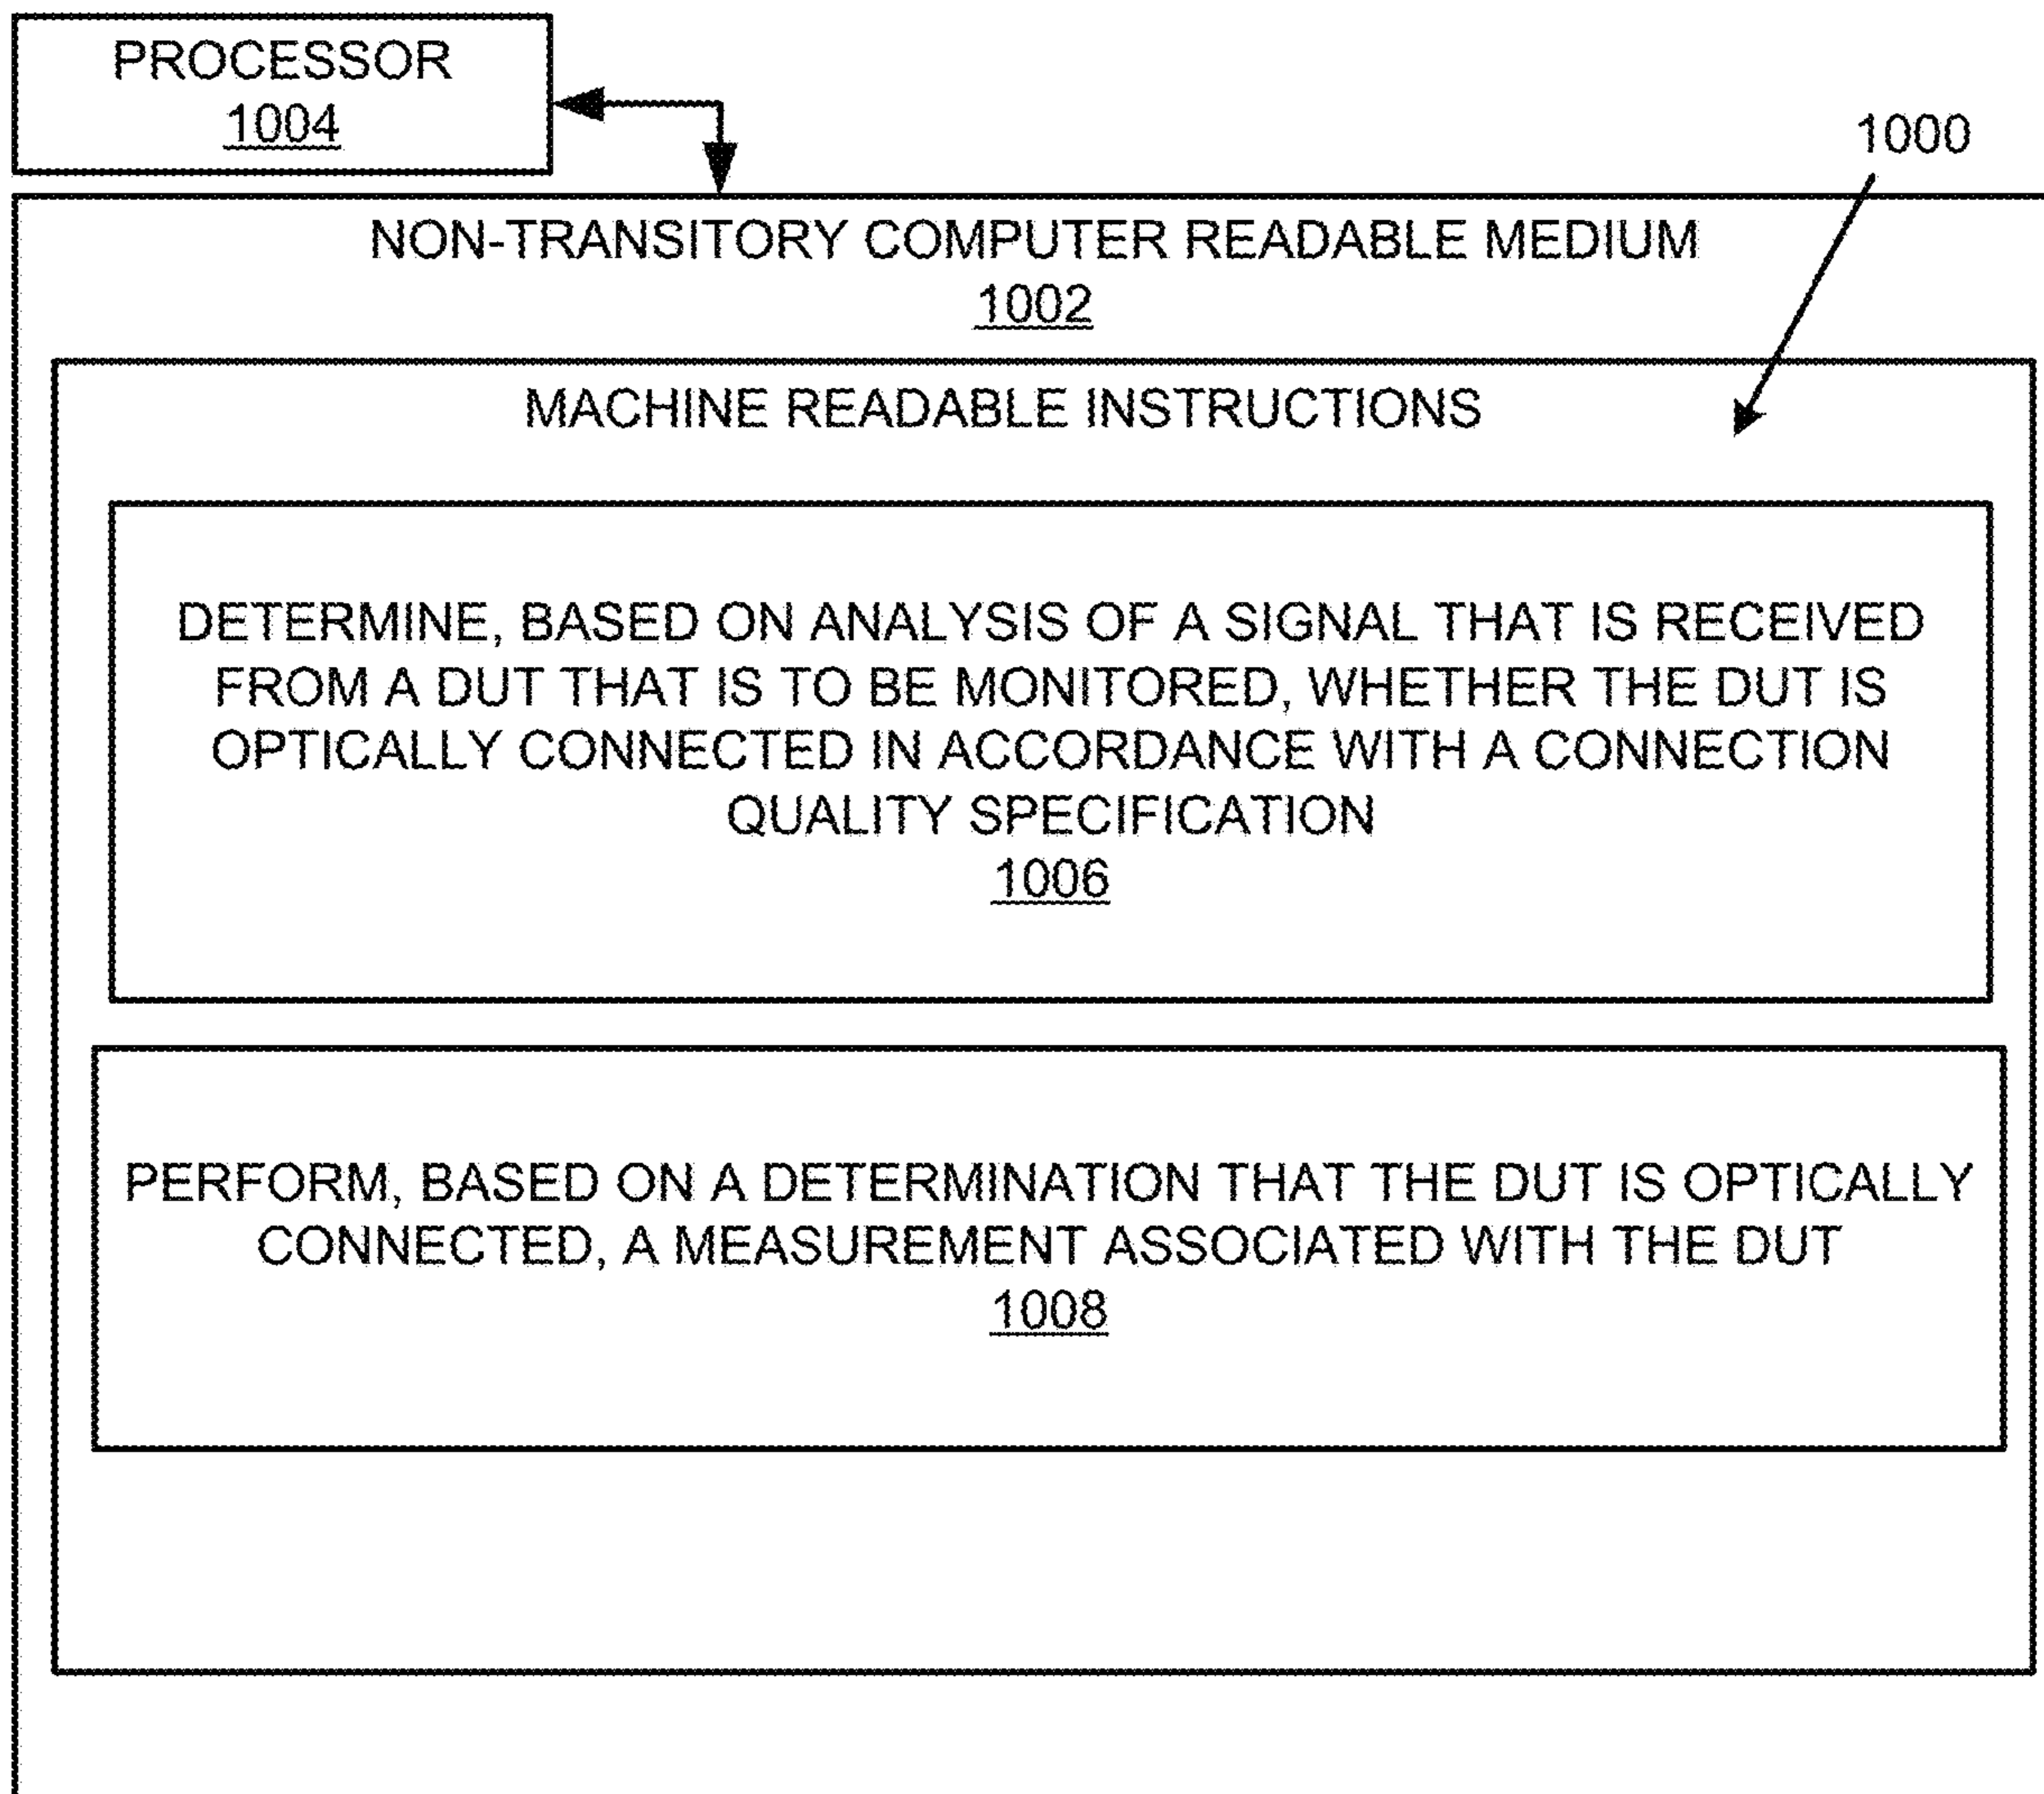 PROCESSOR
1004
1000
NON-TRANSITORY COMPUTER READABLE MEDIUM
1002
MACHINE READABLE INSTRUCTIONS
DETERMINE, BASED ON ANALYSIS OF A SIGNAL THAT IS RECEIVED
FROM A DUT THAT IS TO BE MONITORED, WHETHER THE DUT IS
OPTICALLY CONNECTED IN ACCORDANCE WITH A CONNECTION
QUALITY SPECIFICATION
1006
PERFORM, BASED ON A DETERMINATION THAT THE DUT IS OPTICALLY
CONNECTED, A MEASUREMENT ASSOCIATED WITH THE DUT
1008